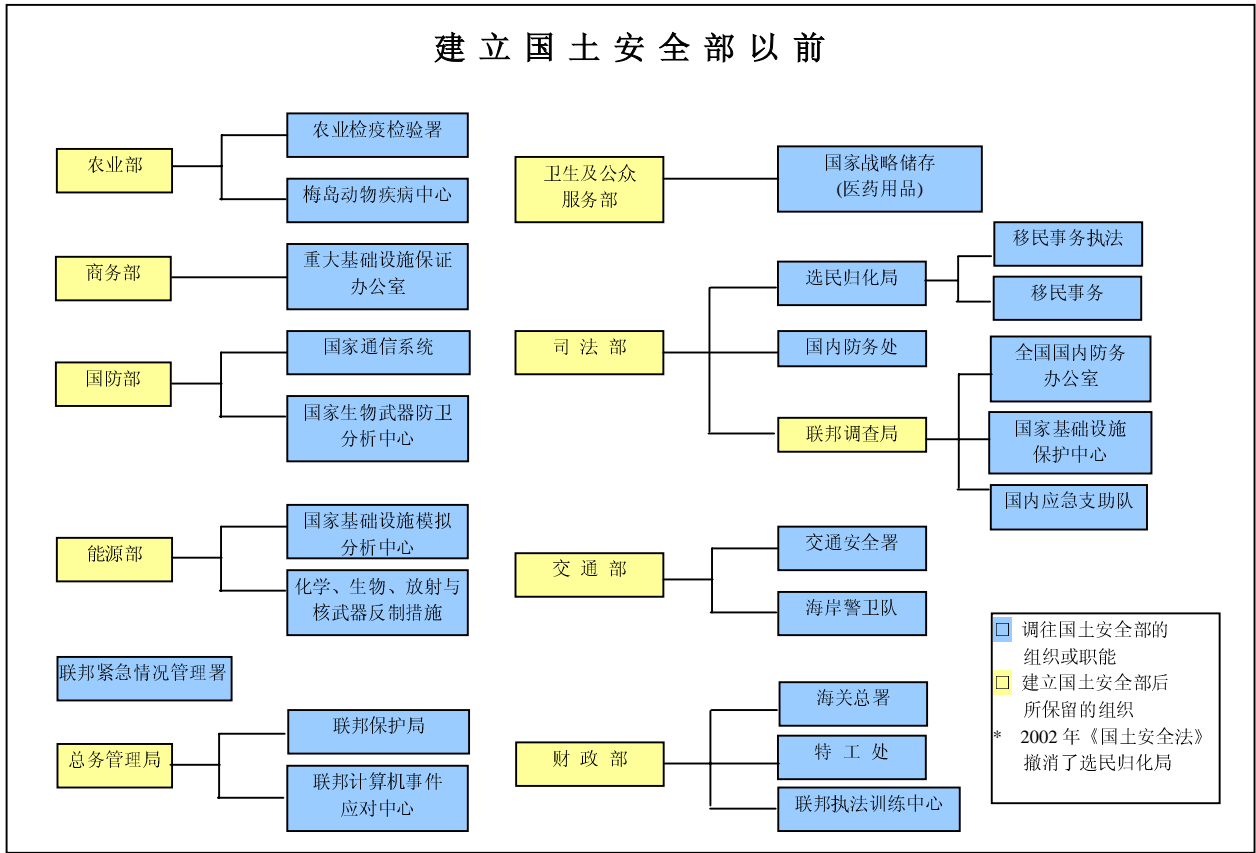 建立国土安全部以前
农业部
农业检疫检验署
梅岛动物疾病中心
商务部
重大基础设施保证
办公室
国防部
国家通信系统
国家生物武器防卫
分析中心
能源部
国家基础设施模拟
分析中心
化学、生物、放射与
核武器反制措施
联邦紧急情况管理署
总务管理局
联邦保护局
联邦计算机事件
应对中心
卫生及公众
服务部
国家战略储存
(医药用品)
司法部
选民归化局
移民事务执法
移民事务
国内防务处
联邦调查局
全国国内防务
办公室
国家基础设施
保护中心
国内应急支助队
交通部
交通安全署
海岸警卫队
财政部
海关总署
特工处
联邦执法训练中心
□ 调往国土安全部的
组织或职能
□ 建立国土安全部后
所保留的组织
* 2002 年《国土安全法》
撤消了选民归化局